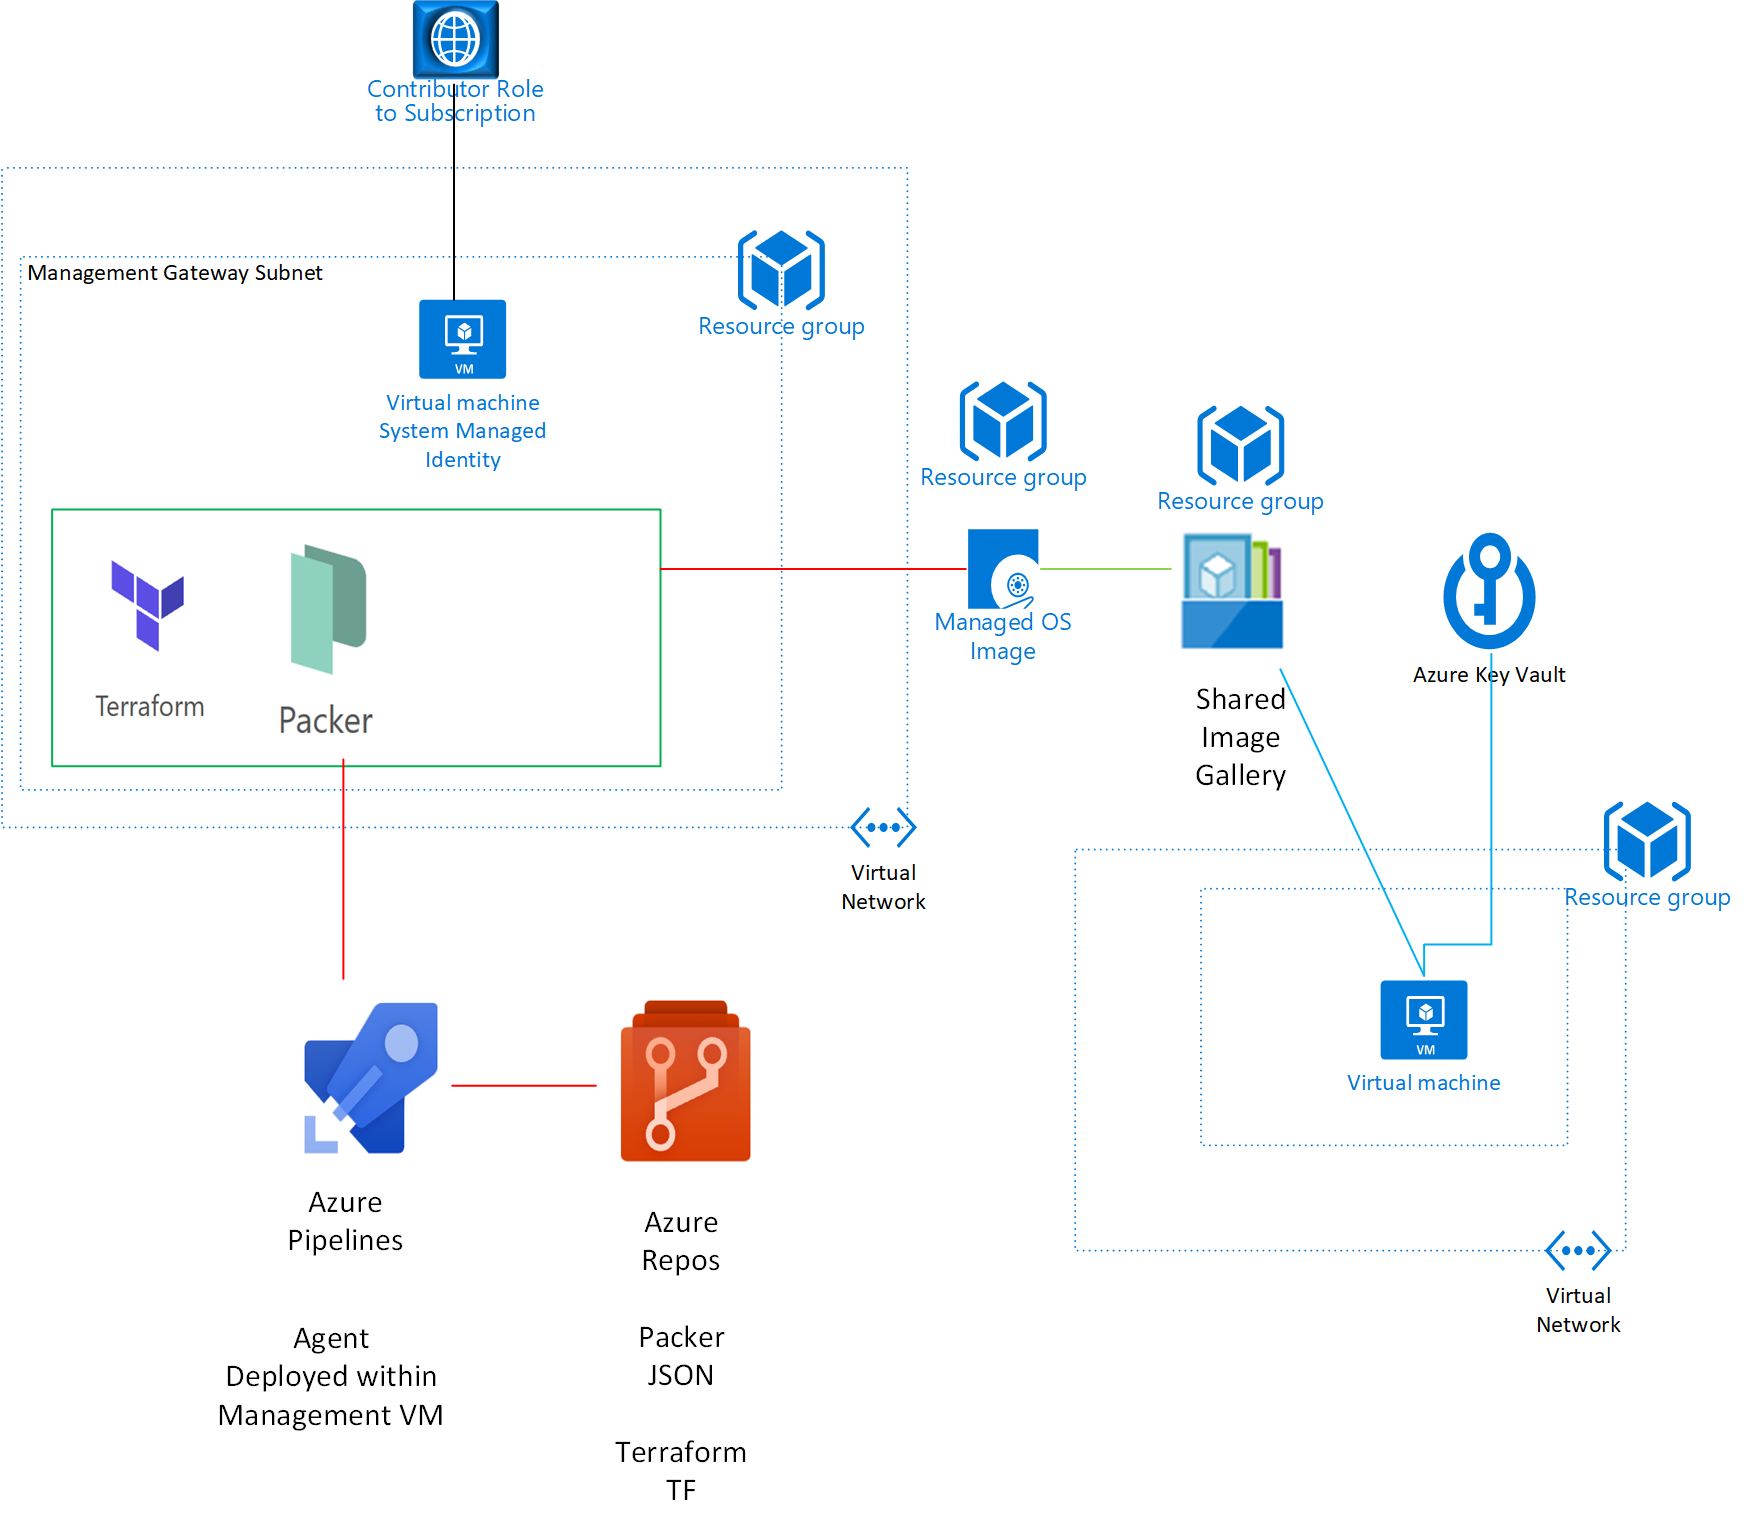 Contributor Role
to Subscription
Management Gateway Subnet
Resource group
VM
Virtual machine
System Managed
Identity
Resource group
Resource group
Terraform
Packer
Managed OS
Image
Shared
Image
Gallery
Azure Key Vault
Virtual
Network
Resource group
VM
Virtual machine
Virtual
Network
Azure
Pipelines
Agent
Deployed within
Management VM
Azure
Repos
Packer
JSON
Terraform
TF